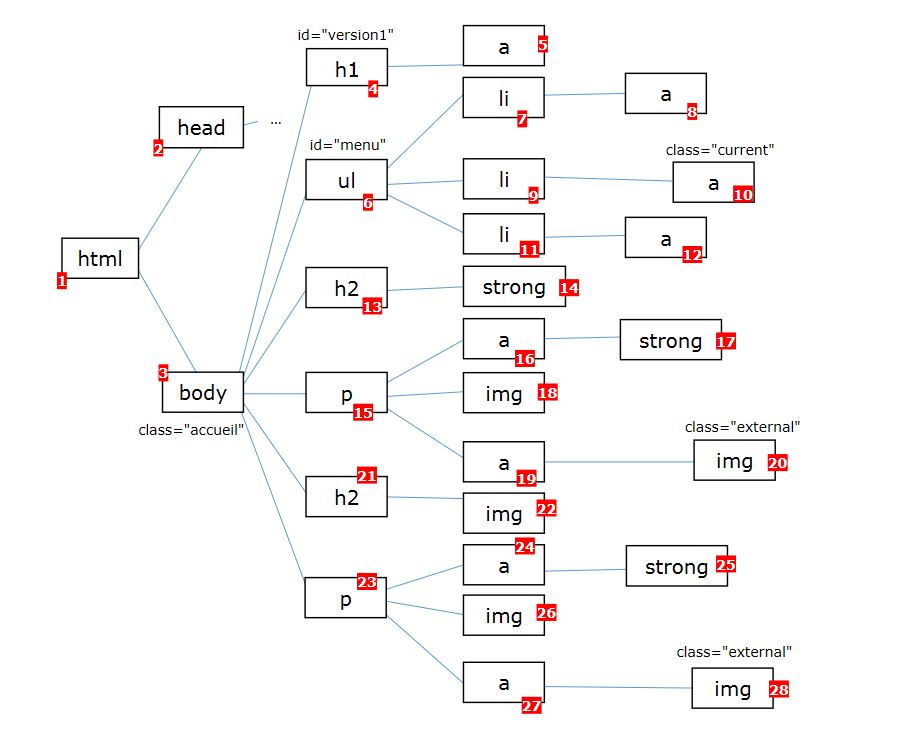 id="version1"
h1
4
a
5
li
7
a
8
head
2
...
id="menu"
ul
6
li
9
class="current"
a
10
li
11
a
12
html
1
h2
13
strong
14
a
16
strong
17
3
body
class="accueil"
p
15
img
18
a
19
class="external"
img
20
21
h2
img
22
23
p
24
a
strong
25
img
26
a
27
class="external"
img
28